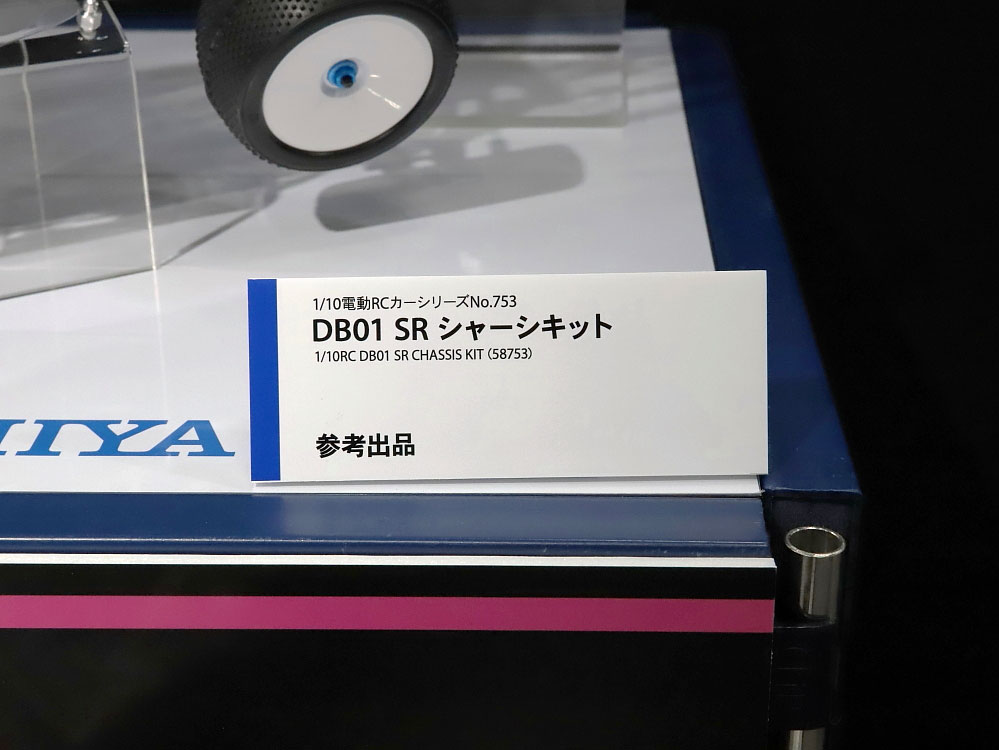 1/10電動RCカーシリーズNo.753
DB01 SR シャーシキット
1/10RC DB01 SR CHASSIS KIT (58753)
参考出品
IYA